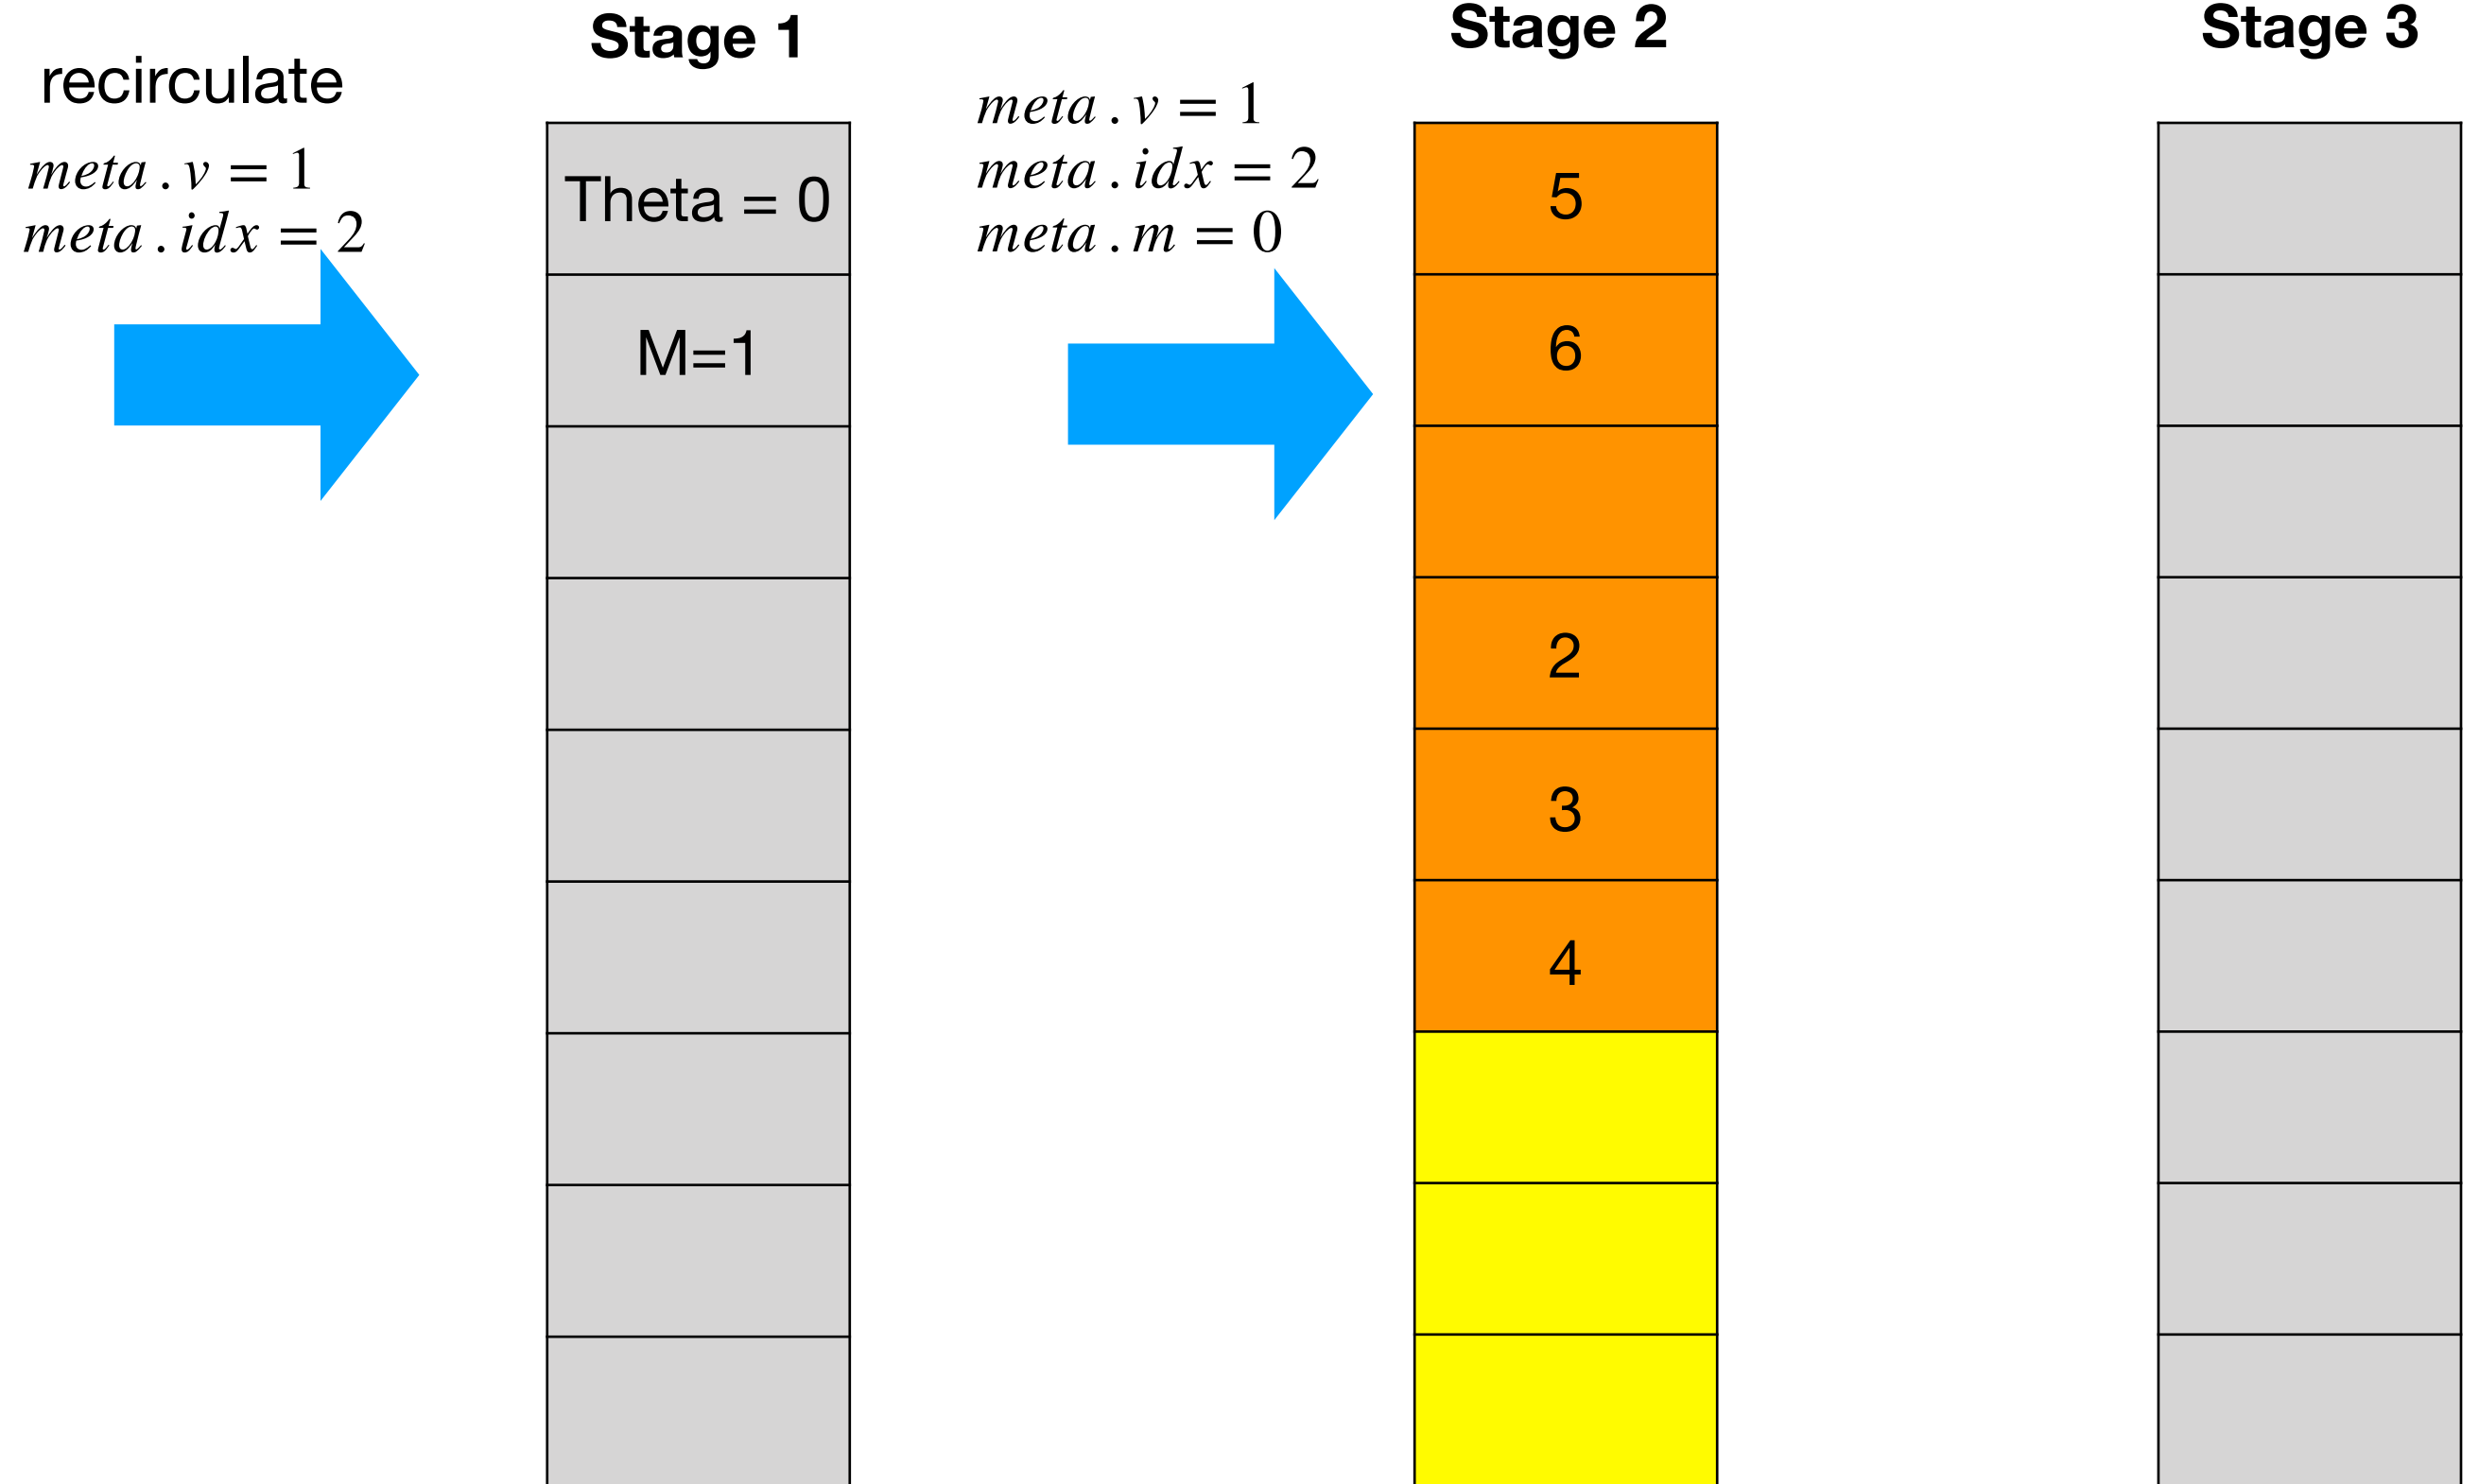 Stage 1
Stage 2
Stage 3
recirculate
meta . v = 1
meta . idx = 2
Theta = 0
M=1
meta . v = 1
meta . idx = 2
meta . m = 0
5
6
2
3
4